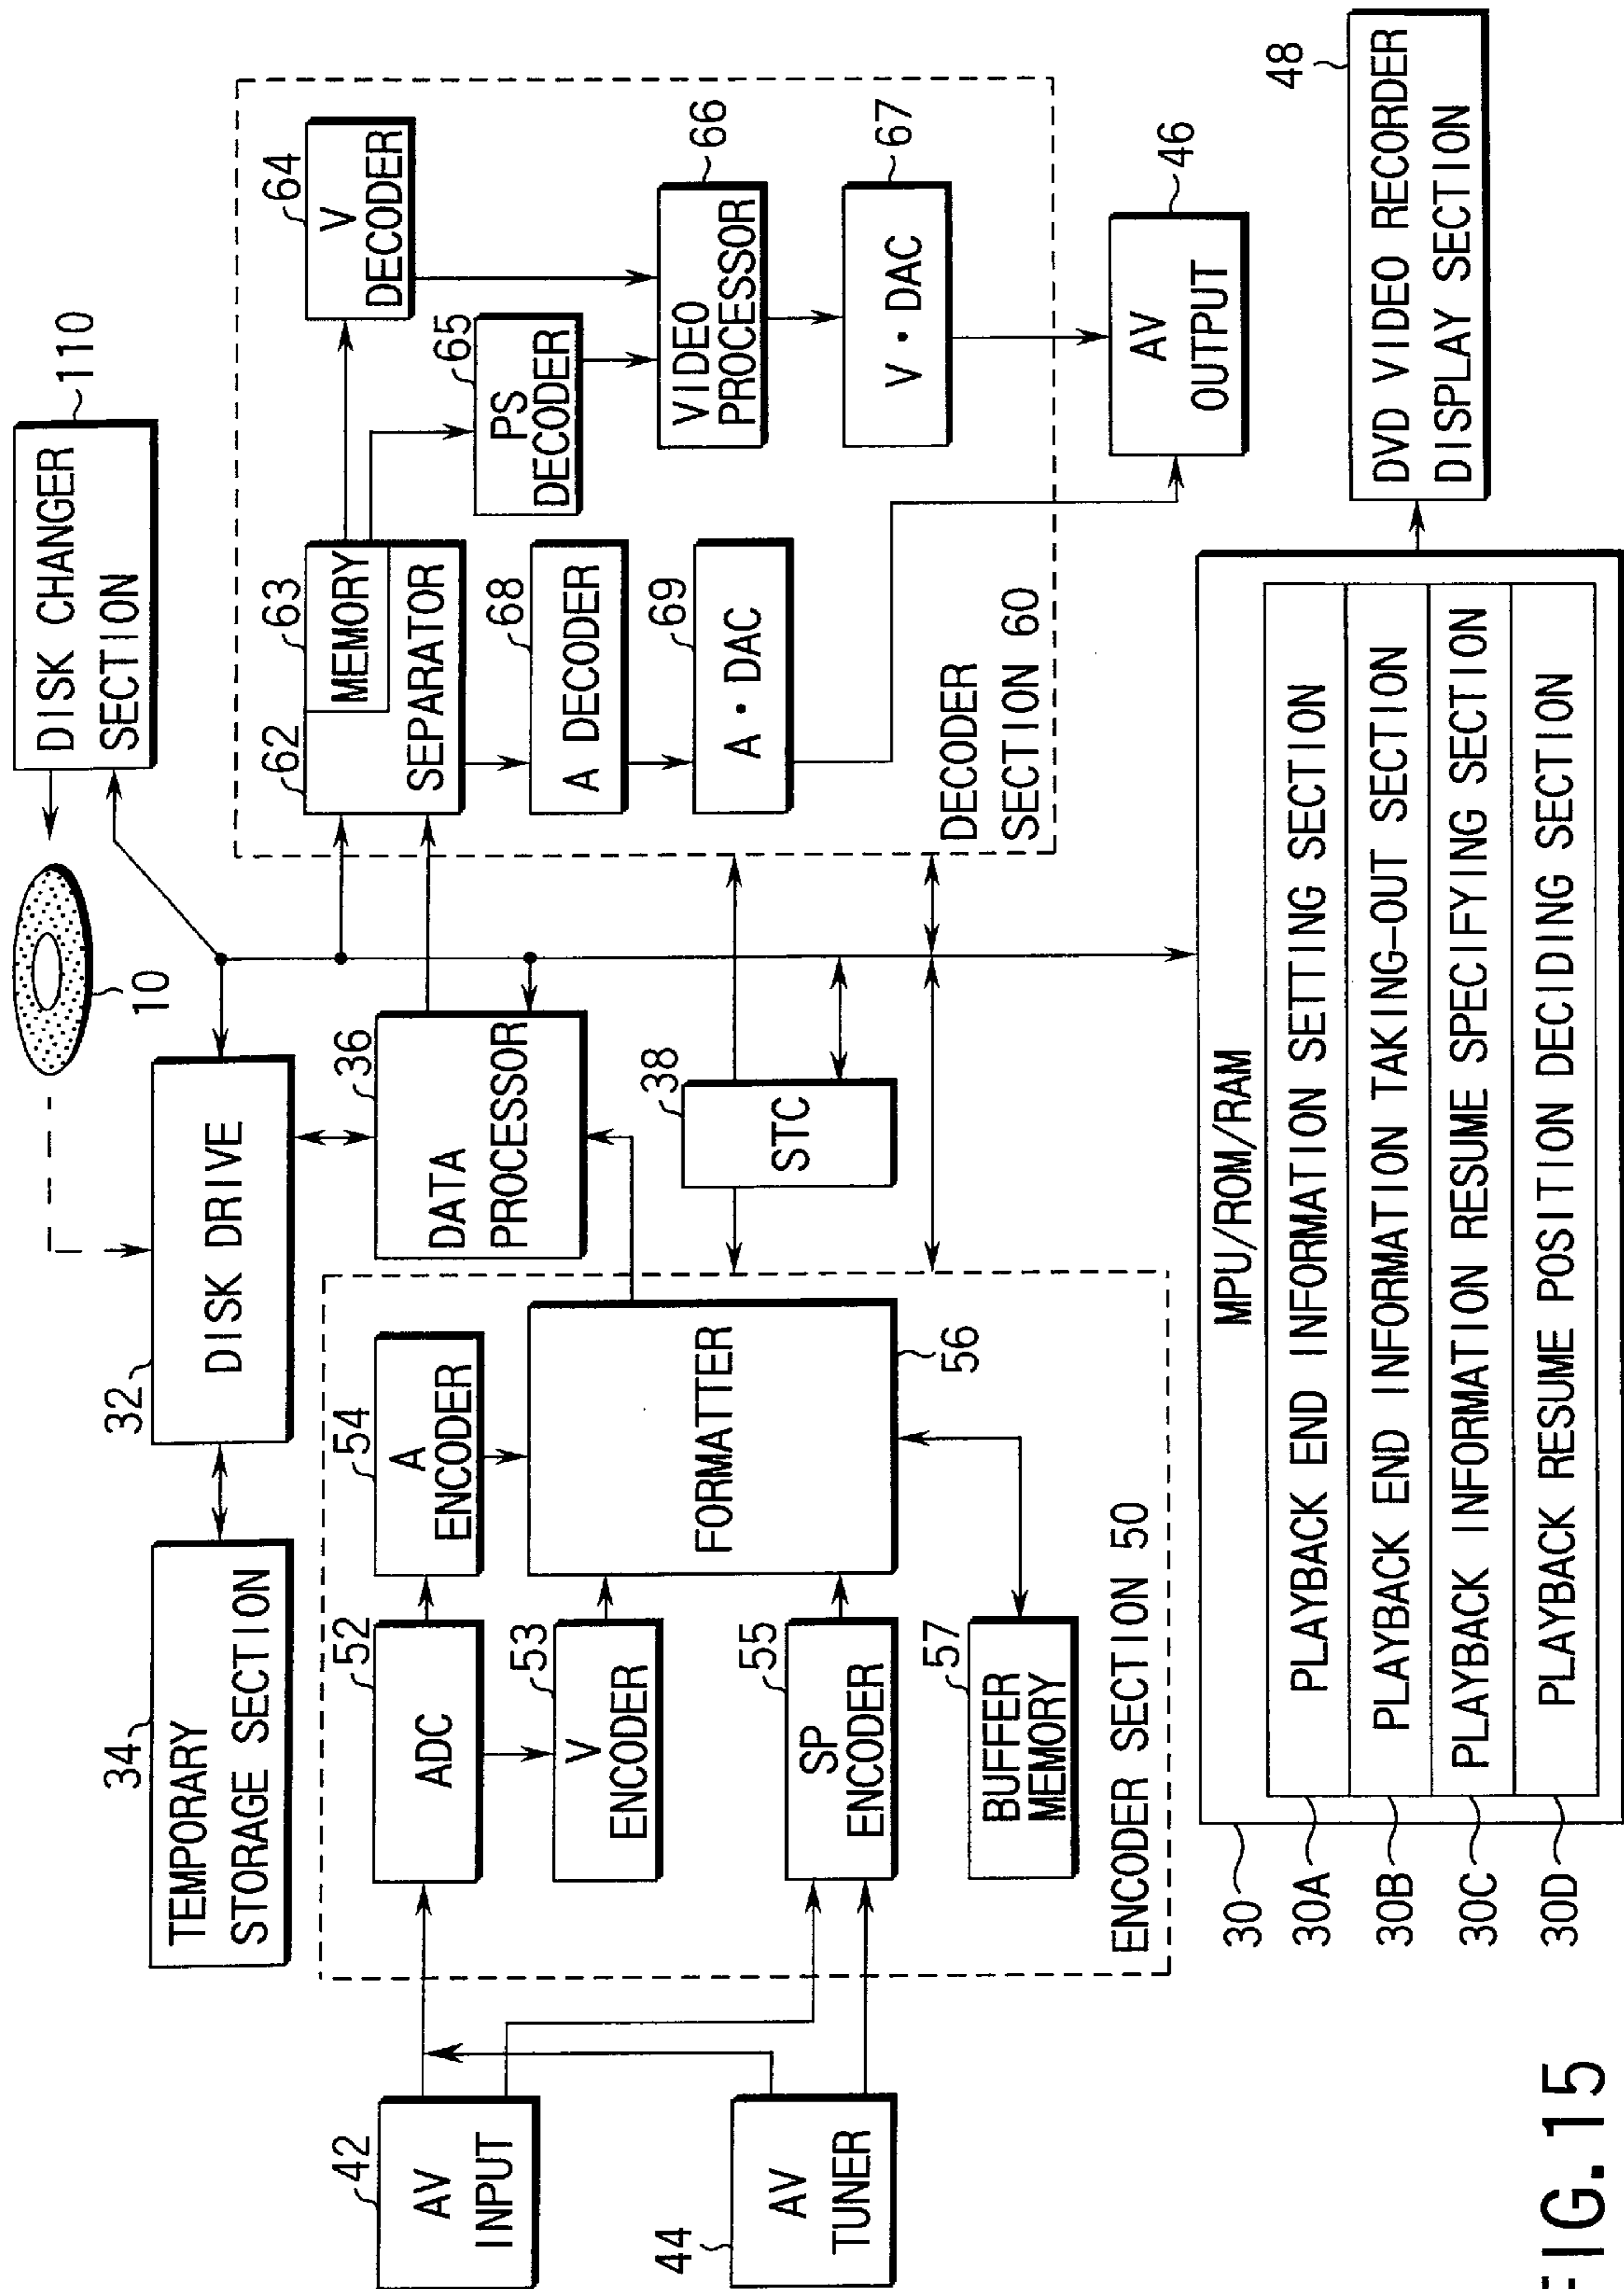 DISK CHANGER
SECTION
110
10
34
TEMPORARY
STORAGE SECTION
32
DISK DRIVE
36
DATA
PROCESSOR
38
STC
42
AV
INPUT
44
AV
TUNER
52
ADC
54
A
ENCODER
53
V
ENCODER
55
SP
ENCODER
57
BUFFER
MEMORY
FORMATTER
56
ENCODER SECTION 50
62
63
MEMORY
SEPARATOR
64
V
DECODER
65
PS
DECODER
68
A DECODER
69
A・DAC
VIDEO
PROCESSOR
66
V・DAC
67
DECODER
SECTION 60
AV
OUTPUT
46
30
MPU/ROM/RAM
30A
PLAYBACK END INFORMATION SETTING SECTION
30B
PLAYBACK END INFORMATION TAKING-OUT SECTION
30C
PLAYBACK INFORMATION RESUME SPECIFYING SECTION
30D
PLAYBACK RESUME POSITION DECIDING SECTION
48
DVD VIDEO RECORDER
DISPLAY SECTION
FIG. 15